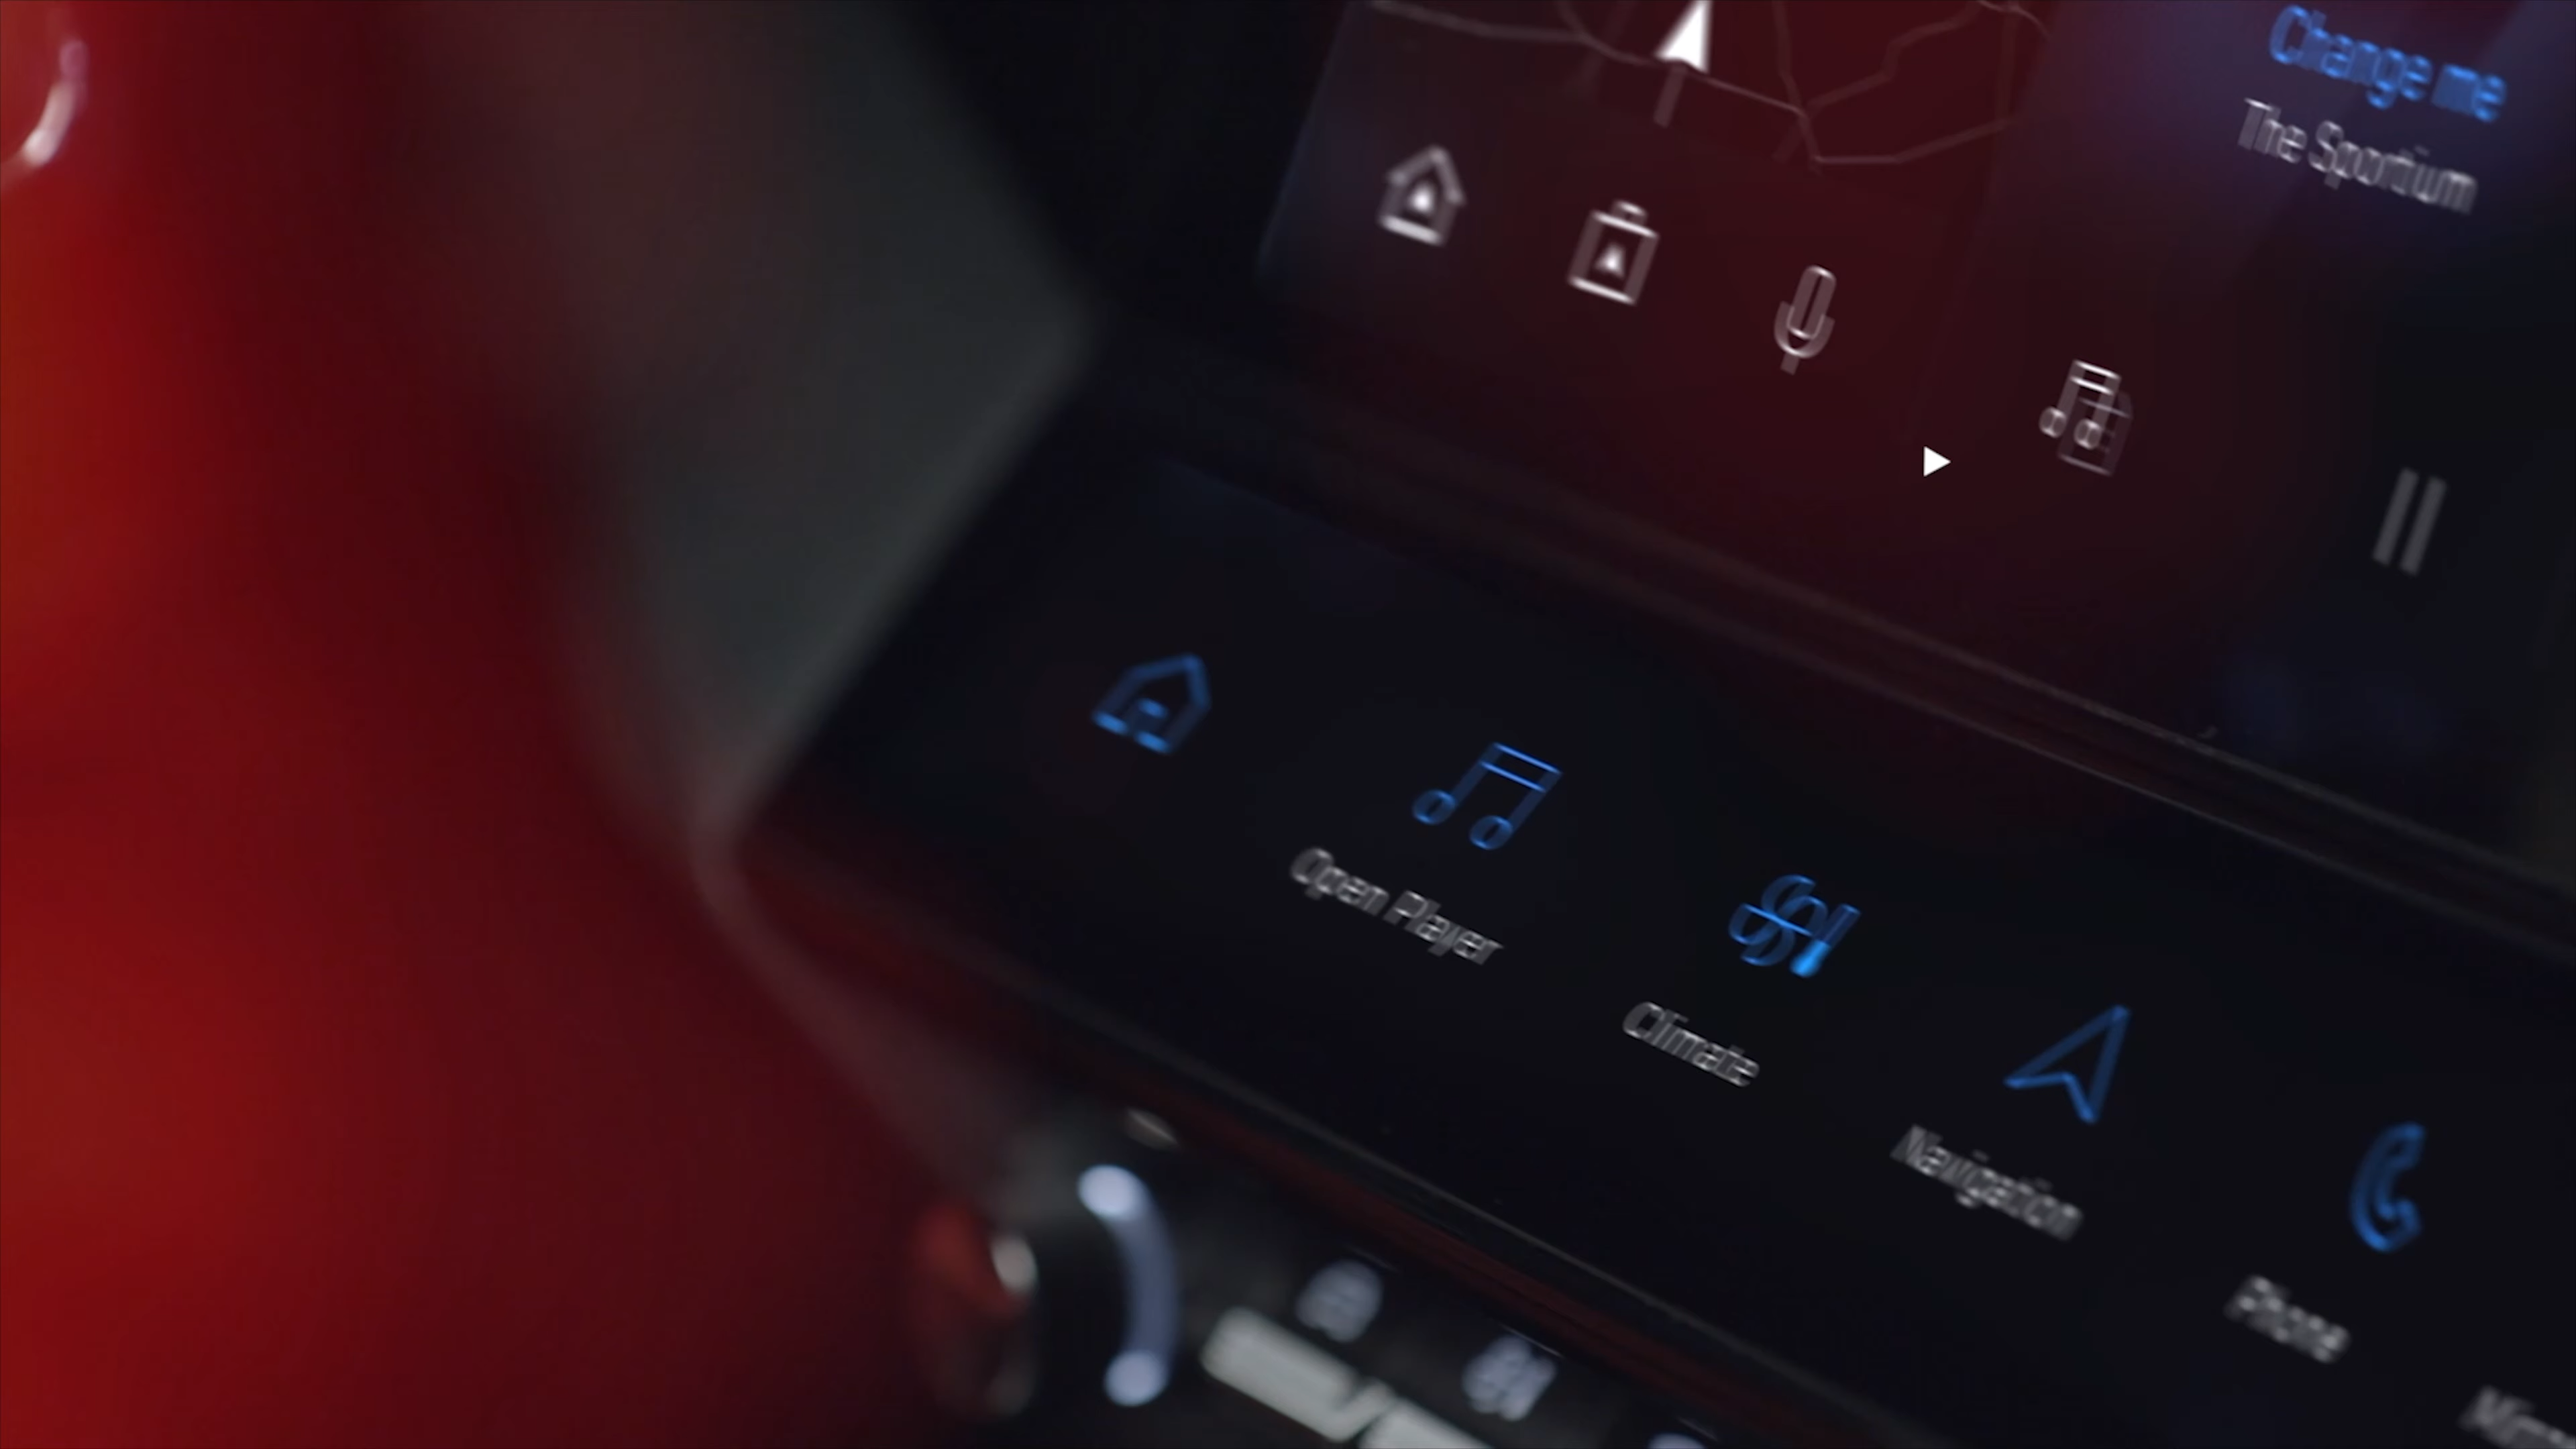 Change me
The Sportium
Open Player
Climate
Navigation
Phone